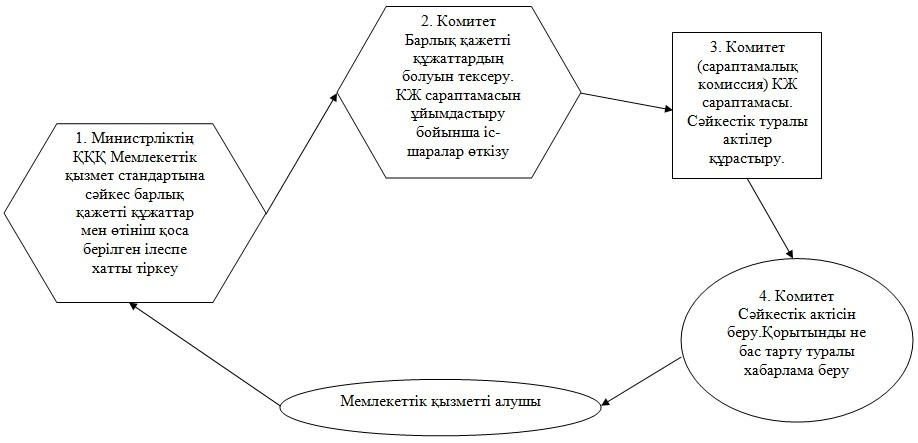 1. Министрліктің
ҚҚҚ Мемлекеттік
қызмет стандартына
сәйкес барлық
қажетті құжаттар
мен өтініш қоса
берілген ілеспе
хатты тіркеу
2. Комитет
Барлық қажетті
құжаттардың
болуын тексеру.
КЖ сараптамасын
ұйымдастыру
бойынша іс-
шаралар өткізу
3. Комитет
(сараптамалық
комиссия) КЖ
сараптамасы.
Сәйкестік туралы
актілер
құрастыру.
4. Комитет
Сәйкестік актісін
беру.Қорытынды не
бас тарту туралы
хабарлама беру
Мемлекеттік қызметті алушы